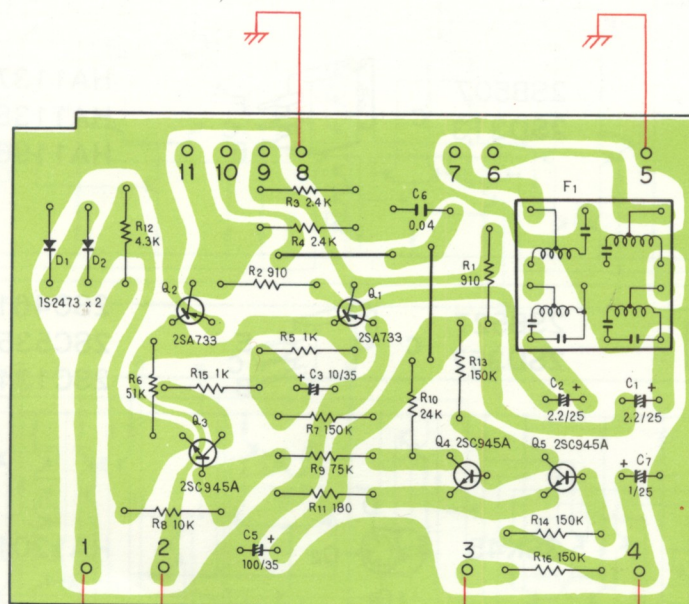 11 10 9 8 7 6 5
F1
C6
0.04
R3 2.4K
R12
4.3K
R4 2.4K
D1 D2
R2 910
R1
910
1S2473 x 2
Q2
Q1
2SA733
2SA733
R5 1K
R13
150K
R6
51K
R15 1K
C3 10/35
+
R10
24K
C2 +
2.2/25
C1 +
2.2/25
Q3
R7 150K
Q4 2SC945A
Q5 2SC945A
R9 75K
C7
+
1/25
2SC945A
R11 180
R8 10K
R14 150K
C5 +
100/35
R16 150K
1 2 3 4